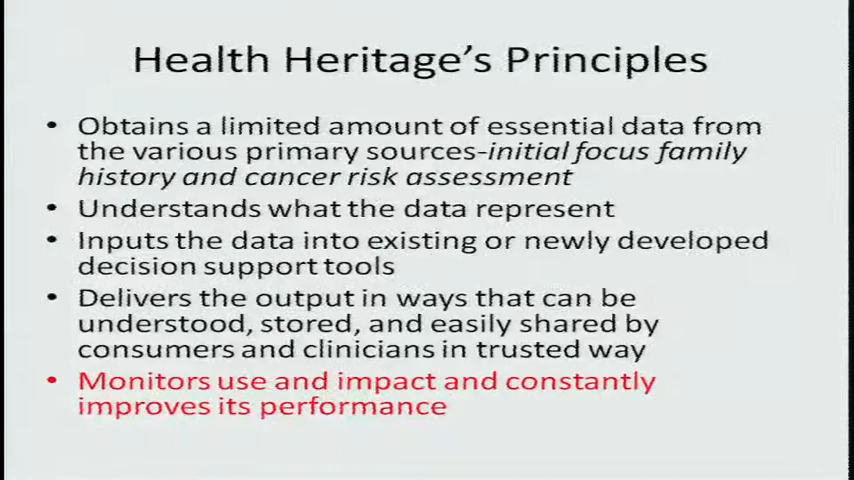 Health Heritage's Principles
• Obtains a limited amount of essential data from
the various primary sources-initial focus family
history and cancer risk assessment
• Understands what the data represent
• Inputs the data into existing or newly developed
decision support tools
• Delivers the output in ways that can be
understood, stored, and easily shared by
consumers and clinicians in trusted way
• Monitors use and impact and constantly
improves its performance